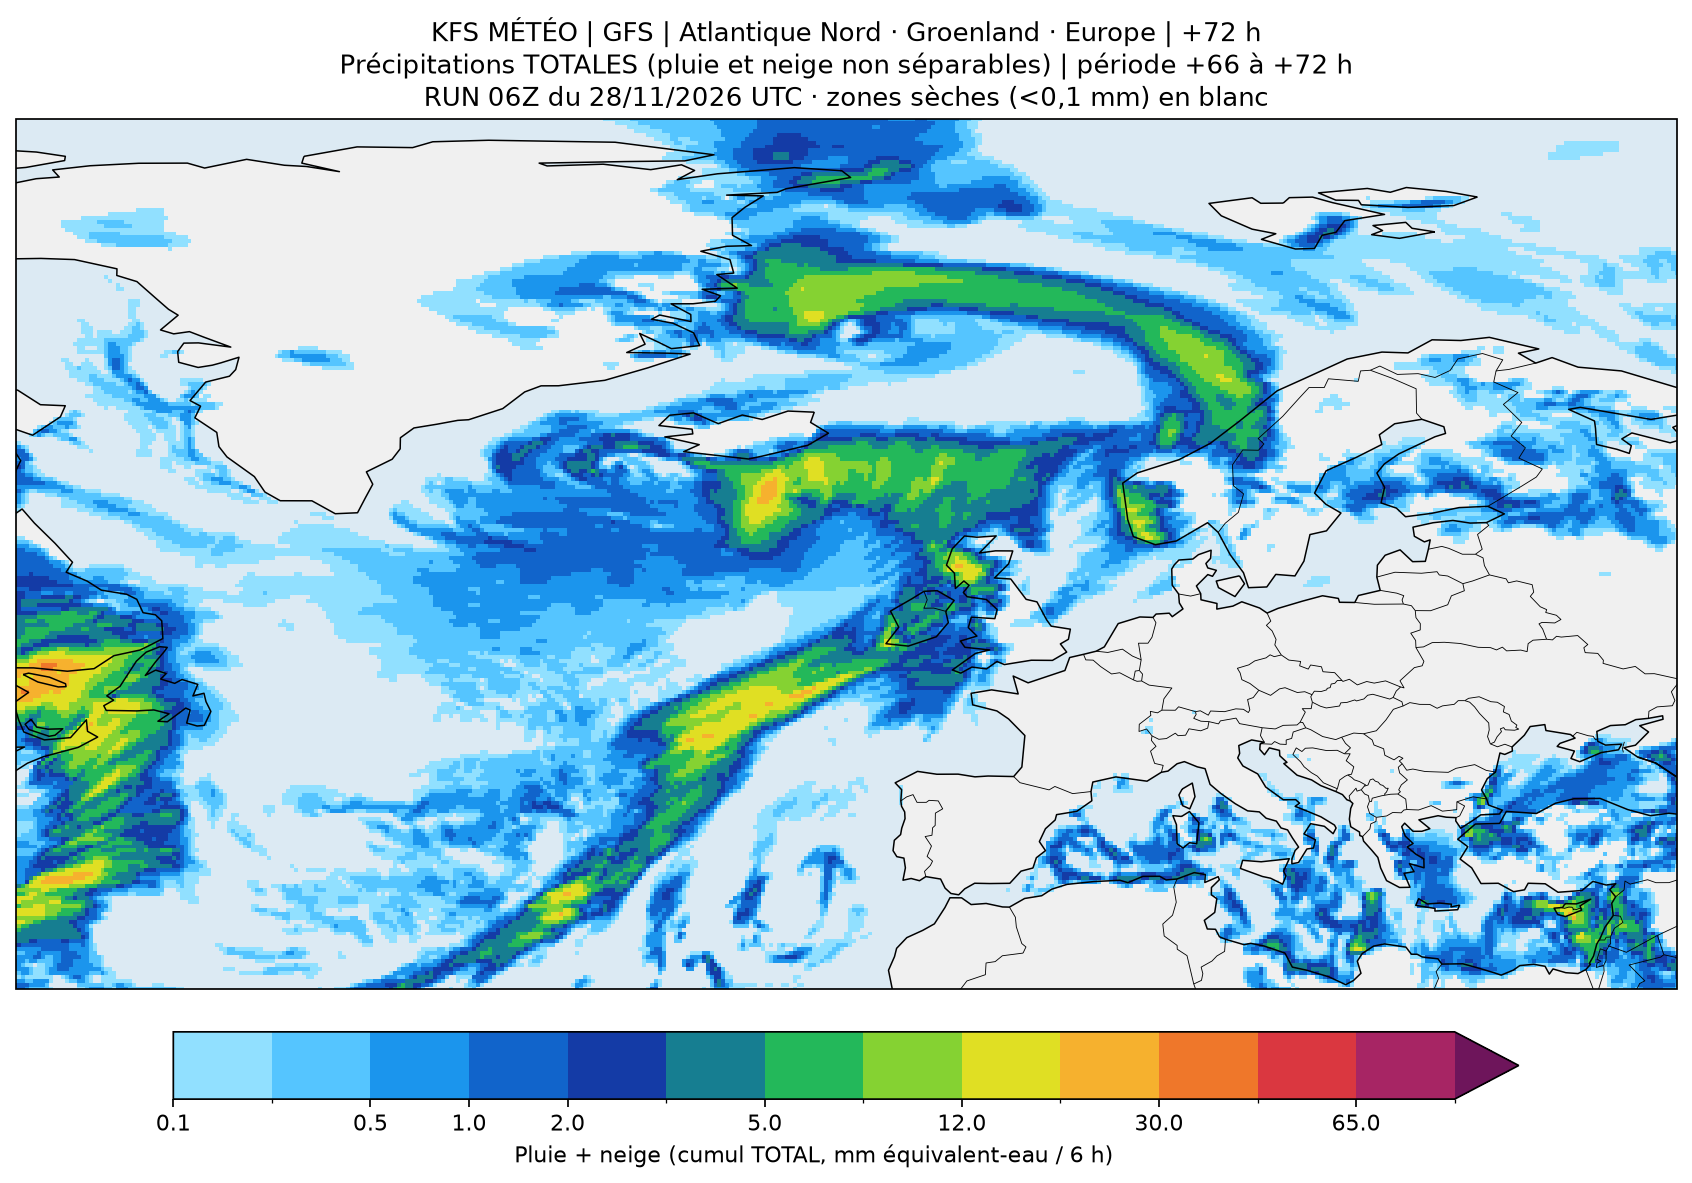 KFS MÉTÉO | GFS | Atlantique Nord · Groenland · Europe | +72 h
Précipitations TOTALES (pluie et neige non séparables) | période +66 à +72 h
RUN 06Z du 28/11/2026 UTC · zones sèches (<0,1 mm) en blanc
0.1 0.5 1.0 2.0 5.0 12.0 30.0 65.0
Pluie + neige (cumul TOTAL, mm équivalent-eau / 6 h)